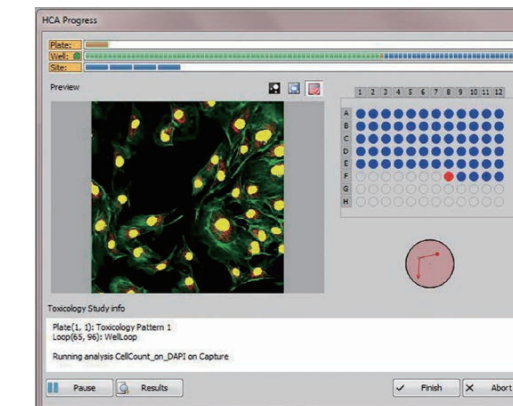 HCA Progress
Plate:
Well:
Site:
Preview
1 2 3 4 5 6 7 8 9 10 11 12
A
B
C
D
E
F
G
H
Toxicology Study info
Plate(1, 1): Toxicology Pattern 1
Loop(65, 96): WellLoop
Running analysis CellCount_on_DAPI on Capture
Pause Results Finish Abort